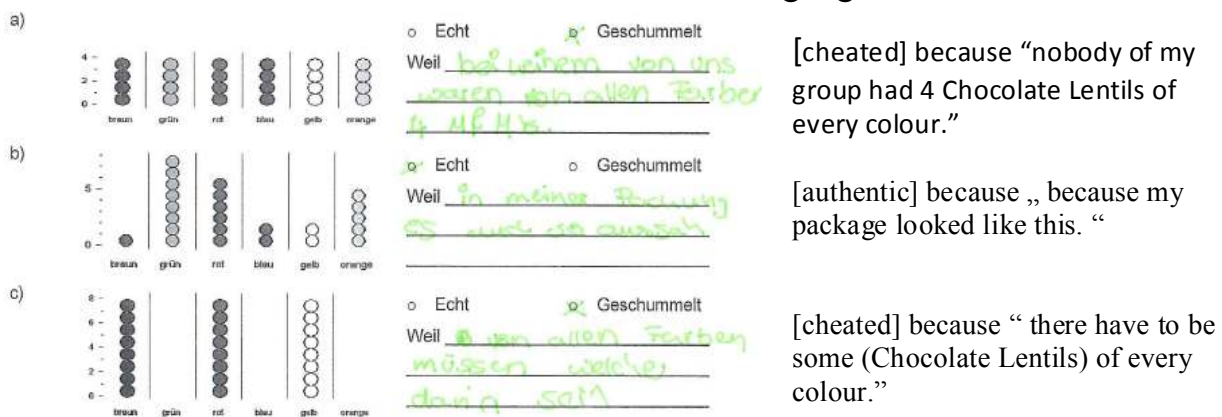 a)
4 -
2 -
0 -
braun grün rot blau gelb orange
Echt Geschummelt
Weil bei keinem von uns
waren von allen Farber
4 M&M's.
[cheated] because “nobody of my
group had 4 Chocolate Lentils of
every colour.”
b)
5 -
0 -
braun grün rot blau gelb orange
Echt Geschummelt
Weil in meiner Packung
es auch so aussah
[authentic] because „ because my
package looked like this. “
c)
8 -
6 -
4 -
2 -
0 -
braun grün rot blau gelb orange
Echt Geschummelt
Weil von allen Farben
müssen welche
darin sein
[cheated] because “ there have to be
some (Chocolate Lentils) of every
colour.”